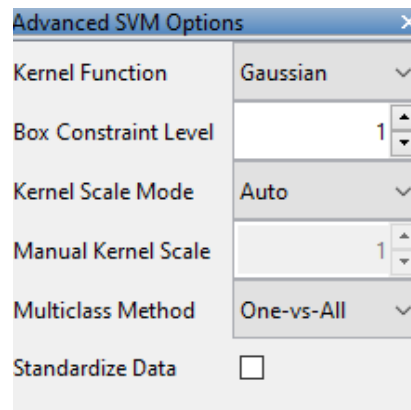 Advanced SVM Options
Kernel Function Gaussian
Box Constraint Level 1
Kernel Scale Mode Auto
Manual Kernel Scale 1
Multiclass Method One-vs-All
Standardize Data